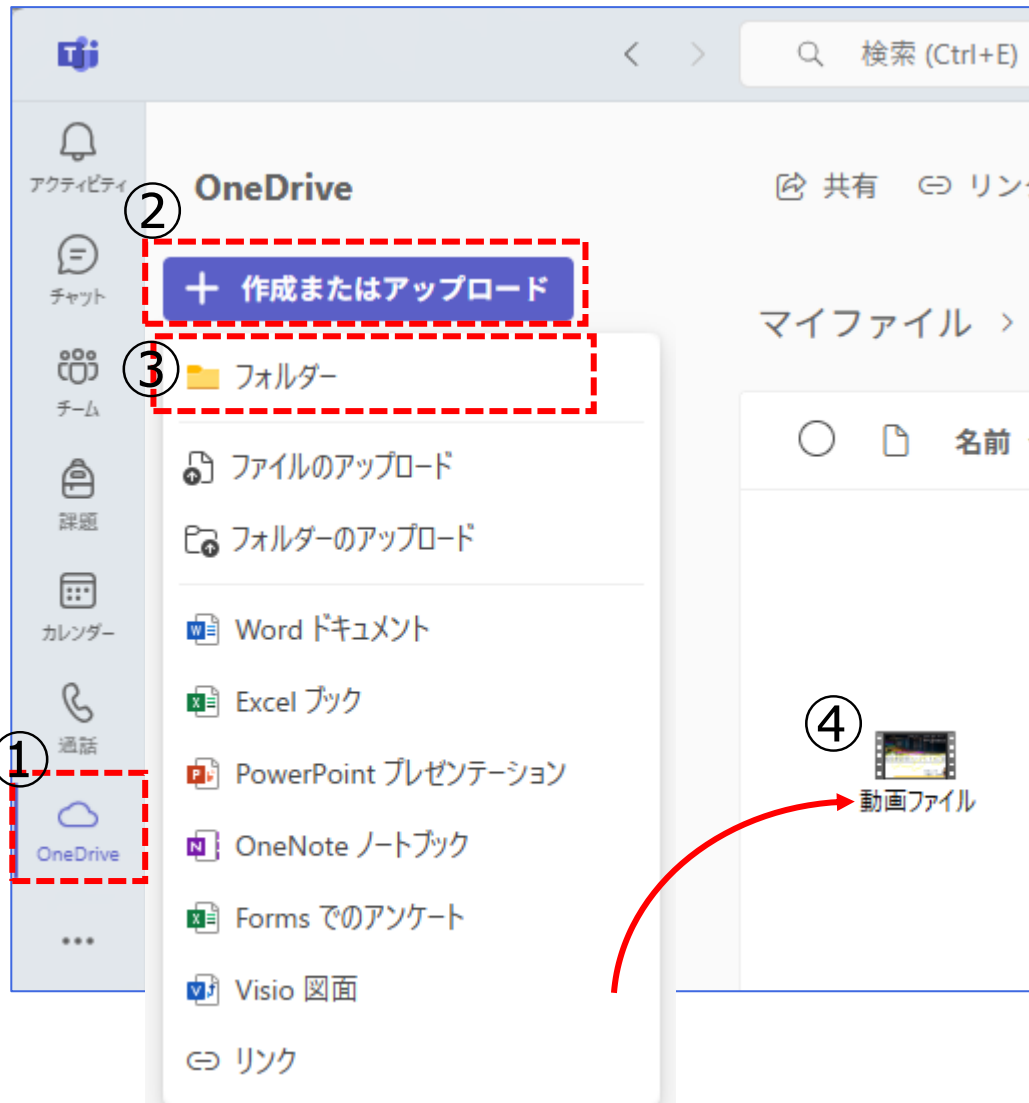 検索 (Ctrl+E)
アクティビティ
チャット
チーム
課題
カレンダー
通話
①
OneDrive
OneDrive
共有
②
作成またはアップロード
③
フォルダー
ファイルのアップロード
フォルダーのアップロード
Word ドキュメント
Excel ブック
PowerPoint プレゼンテーション
OneNote ノートブック
Forms でのアンケート
Visio 図面
リンク
マイファイル >
名前
④
動画ファイル